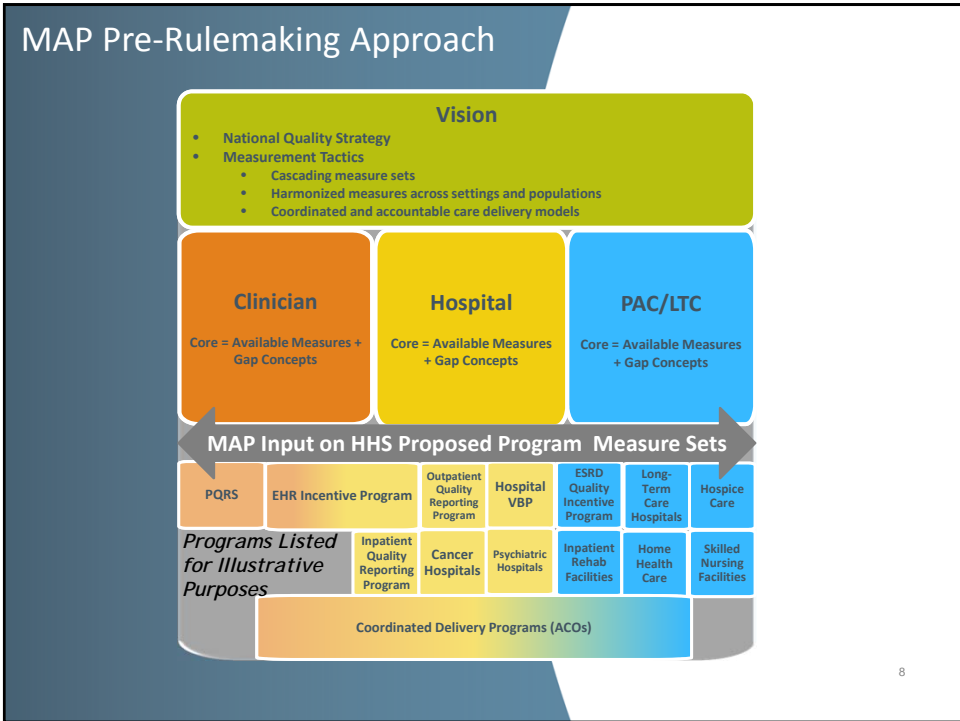 MAP Pre-Rulemaking Approach
Vision
• National Quality Strategy
• Measurement Tactics
• Cascading measure sets
• Harmonized measures across settings and populations
• Coordinated and accountable care delivery models
Clinician
Core = Available Measures +
Gap Concepts
Hospital
Core = Available Measures
+ Gap Concepts
PAC/LTC
Core = Available Measures
+ Gap Concepts
MAP Input on HHS Proposed Program Measure Sets
PQRS
EHR Incentive Program
Outpatient
Quality
Reporting
Program
Hospital
VBP
ESRD
Quality
Incentive
Program
Long-
Term
Care
Hospitals
Hospice
Care
Programs Listed
for Illustrative
Purposes
Inpatient
Quality
Reporting
Program
Cancer
Hospitals
Psychiatric
Hospitals
Inpatient
Rehab
Facilities
Home
Health
Care
Skilled
Nursing
Facilities
Coordinated Delivery Programs (ACOs)
8